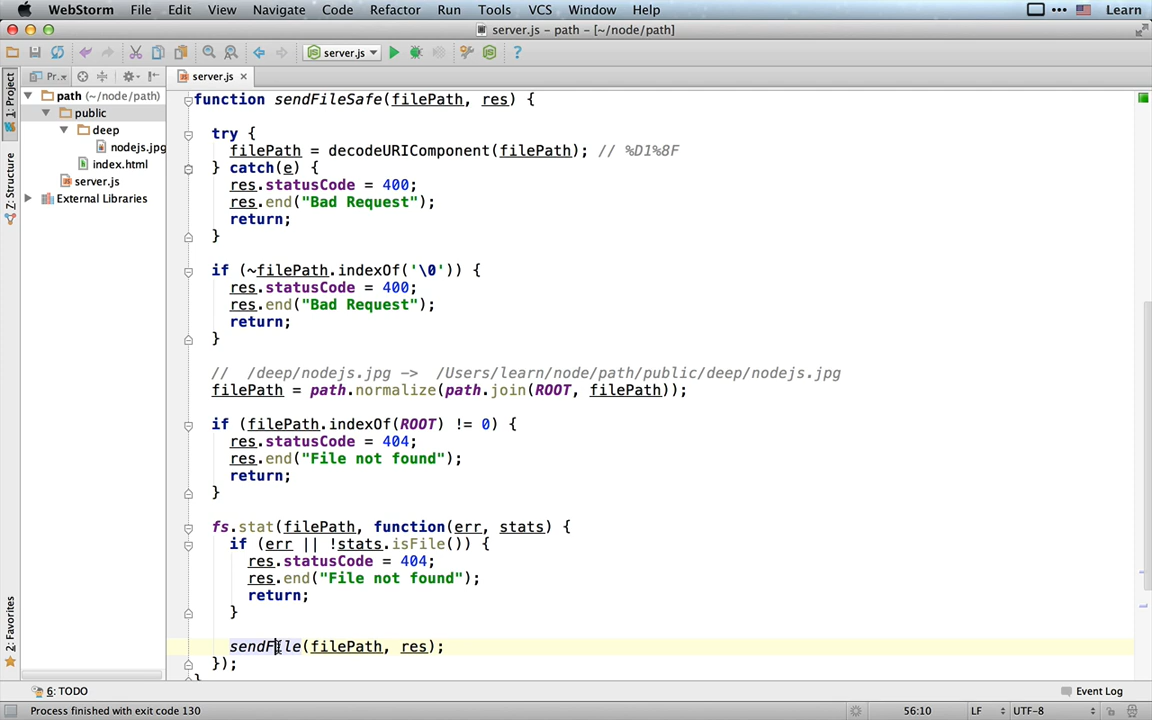 WebStorm File Edit View Navigate Code Refactor Run Tools VCS Window Help Learn
server.js – path – [~/node/path]
server.js
Pr.. server.js
path (~/node/path)
public
deep
nodejs.jpg
index.html
server.js
External Libraries
1: Project
7: Structure
2: Favorites
function sendFileSafe(filePath, res) {
try {
filePath = decodeURIComponent(filePath); // %D1%8F
} catch(e) {
res.statusCode = 400;
res.end("Bad Request");
return;
}
if (~filePath.indexOf('\0')) {
res.statusCode = 400;
res.end("Bad Request");
return;
}
// /deep/nodejs.jpg —> /Users/learn/node/path/public/deep/nodejs.jpg
filePath = path.normalize(path.join(ROOT, filePath));
if (filePath.indexOf(ROOT) != 0) {
res.statusCode = 404;
res.end("File not found");
return;
}
fs.stat(filePath, function(err, stats) {
if (err || !stats.isFile()) {
res.statusCode = 404;
res.end("File not found");
return;
}
sendFile(filePath, res);
});
6: TODO Event Log
Process finished with exit code 130 56:10 LF UTF-8